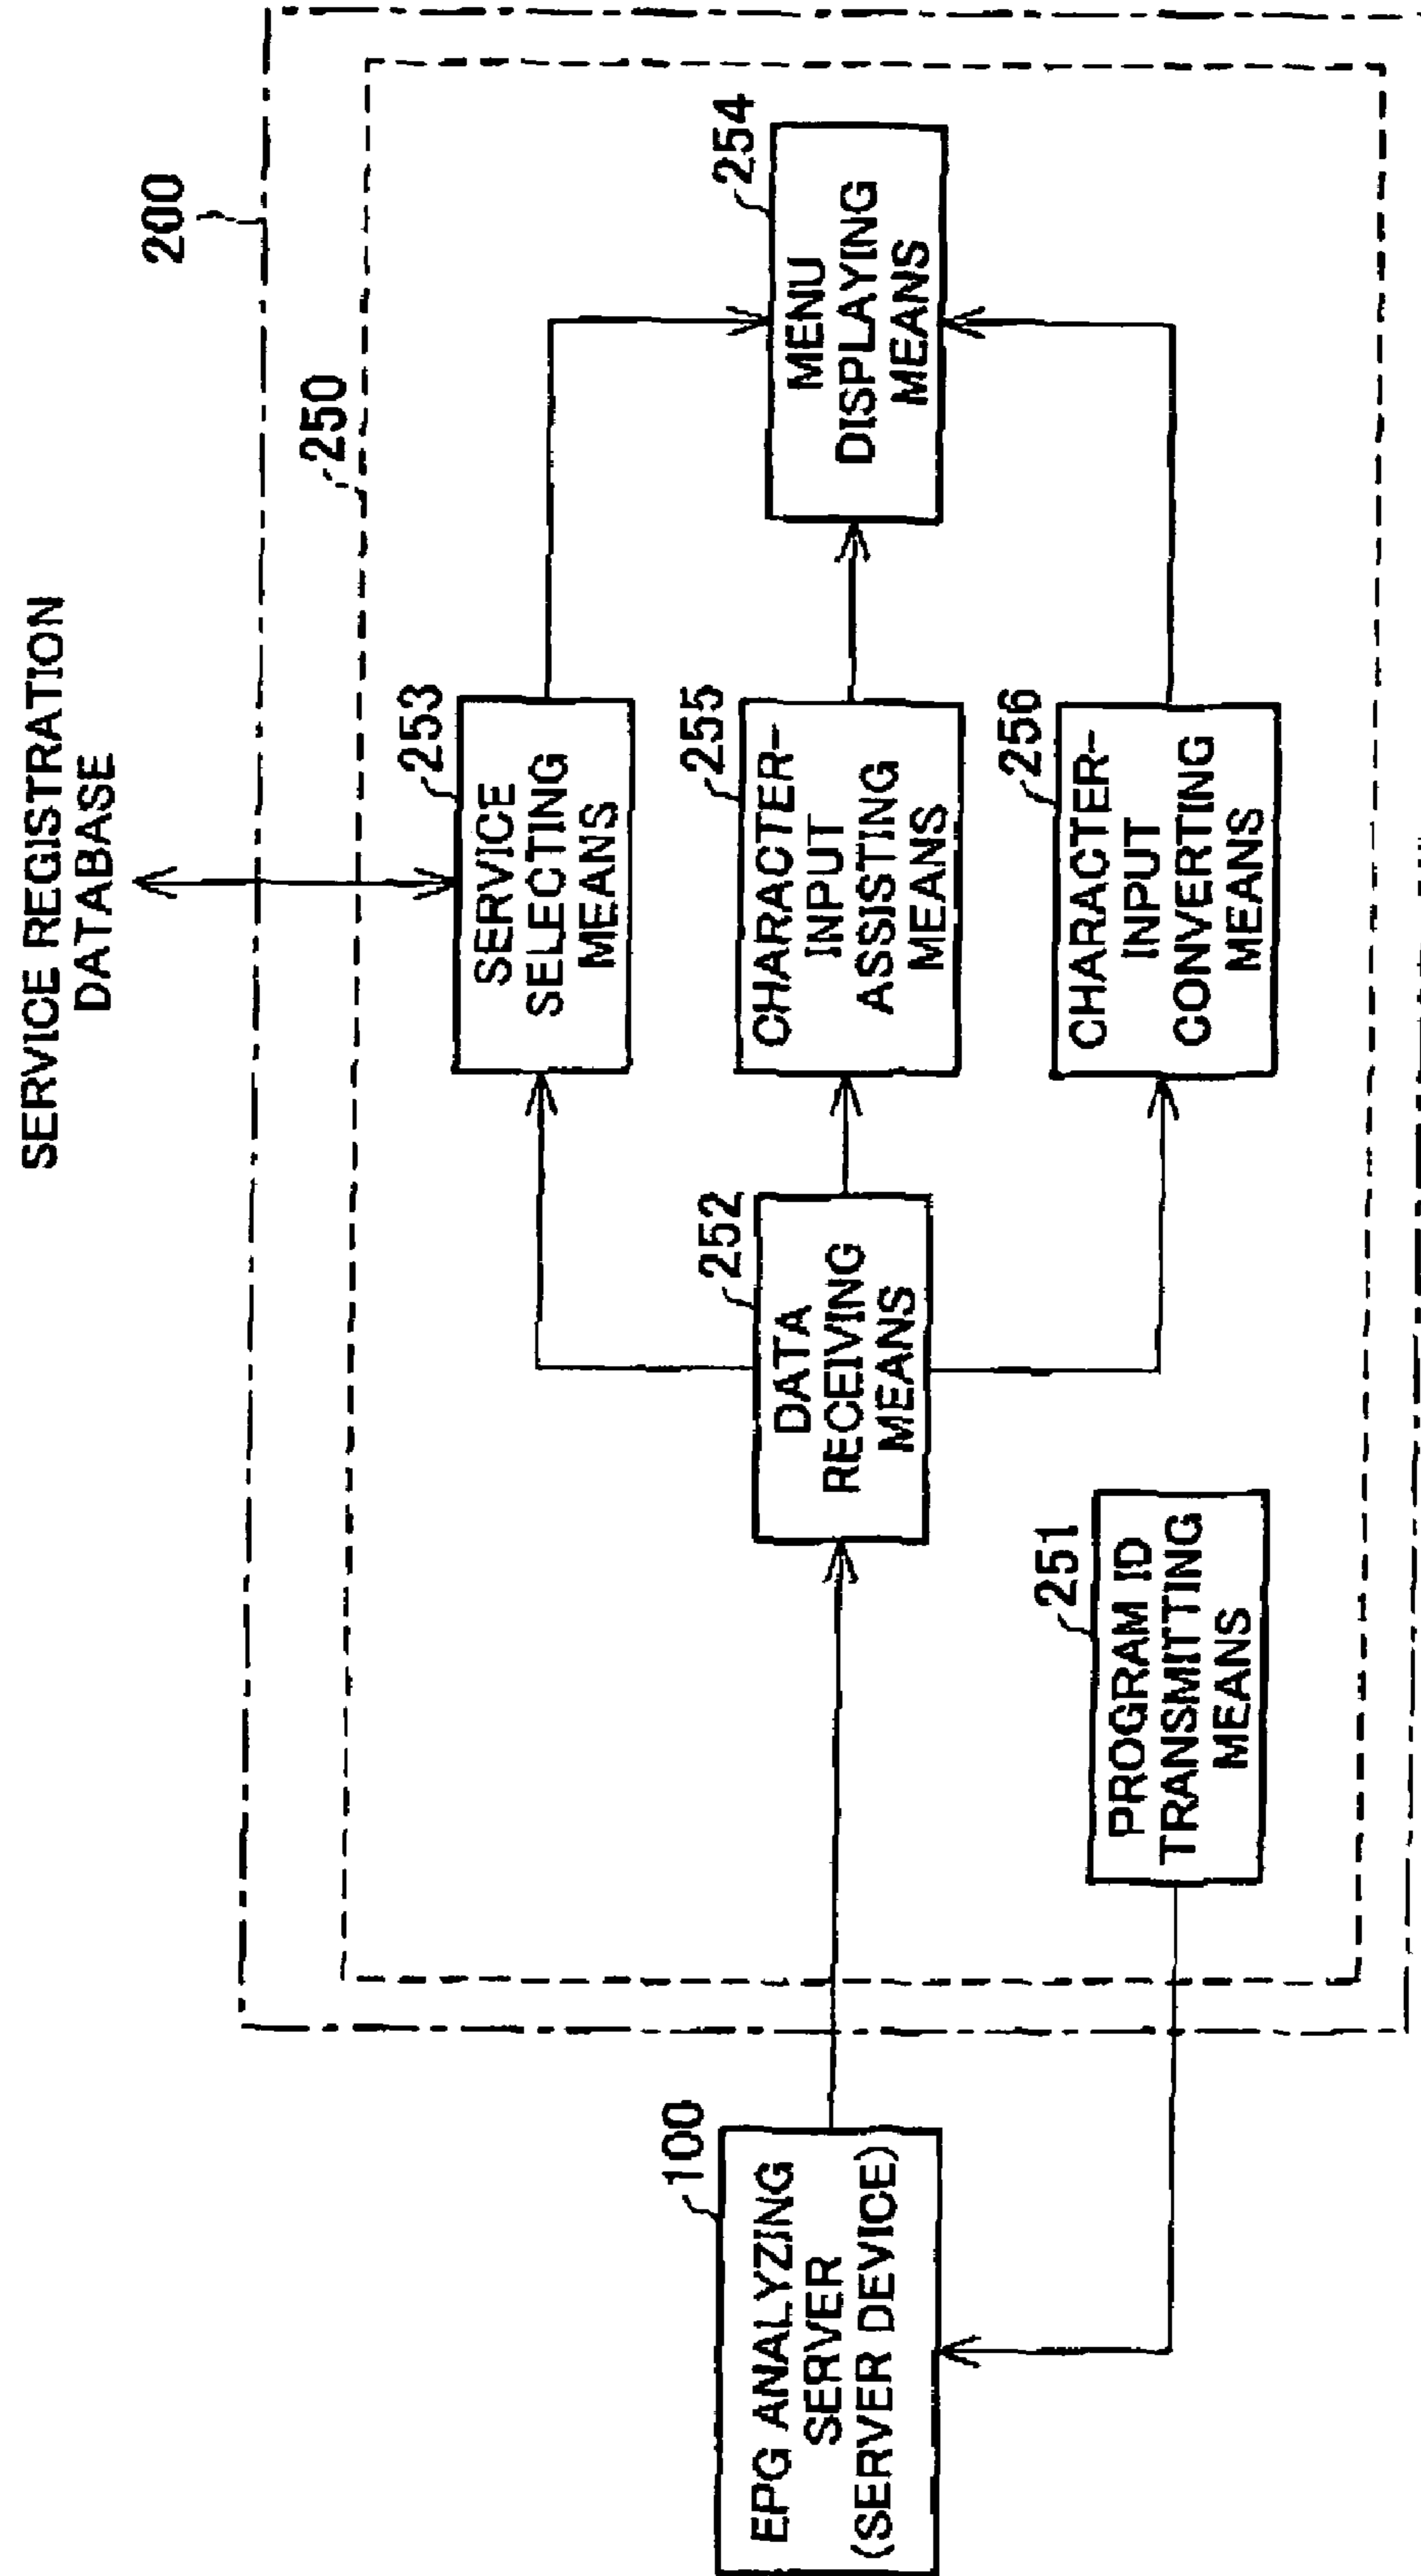 SERVICE REGISTRATION
DATABASE
200
250
253
SERVICE
SELECTING
MEANS
254
MENU
DISPLAYING
MEANS
252
DATA
RECEIVING
MEANS
255
CHARACTER-
INPUT
ASSISTING
MEANS
100
EPG ANALYZING
SERVER
(SERVER DEVICE)
251
PROGRAM ID
TRANSMITTING
MEANS
256
CHARACTER-
INPUT
CONVERTING
MEANS